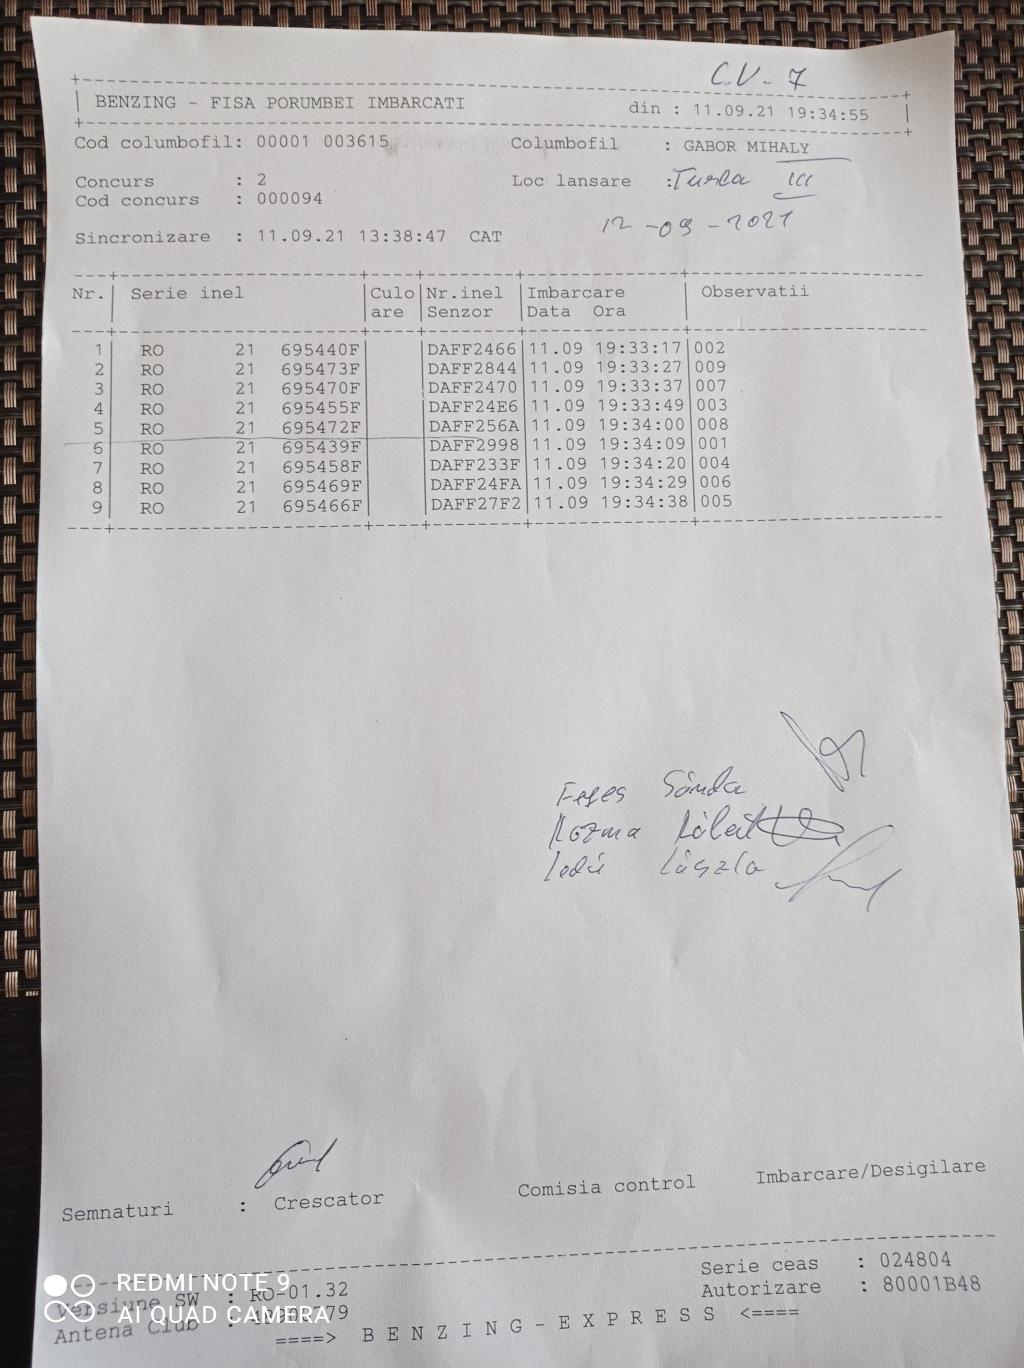 C.V. 7
BENZING - FISA PORUMBEI IMBARCATI din : 11.09.21 19:34:55
Cod columbofil: 00001 003615 Columbofil : GABOR MIHALY
Concurs : 2 Loc lansare : Turda III
Cod concurs : 000094
12-09-2021
Sincronizare : 11.09.21 13:38:47 CAT
Nr. Serie inel Culo Nr.inel Imbarcare Observatii
are Senzor Data Ora
1 RO 21 695440F DAFF2466 11.09 19:33:17 002
2 RO 21 695473F DAFF2844 11.09 19:33:27 009
3 RO 21 695470F DAFF2470 11.09 19:33:37 007
4 RO 21 695455F DAFF24E6 11.09 19:33:49 003
5 RO 21 695472F DAFF256A 11.09 19:34:00 008
6 RO 21 695439F DAFF2998 11.09 19:34:09 001
7 RO 21 695458F DAFF233F 11.09 19:34:20 004
8 RO 21 695469F DAFF24FA 11.09 19:34:29 006
9 RO 21 695466F DAFF27F2 11.09 19:34:38 005
Kozma
László
Semnaturi : Crescator Comisia control Imbarcare/Desigilare
Serie ceas : 024804
Versiune SW : RO-01.32 Autorizare : 80001B48
Antena Club :
====> BENZING-EXPRESS <====
REDMI NOTE 9
AI QUAD CAMERA